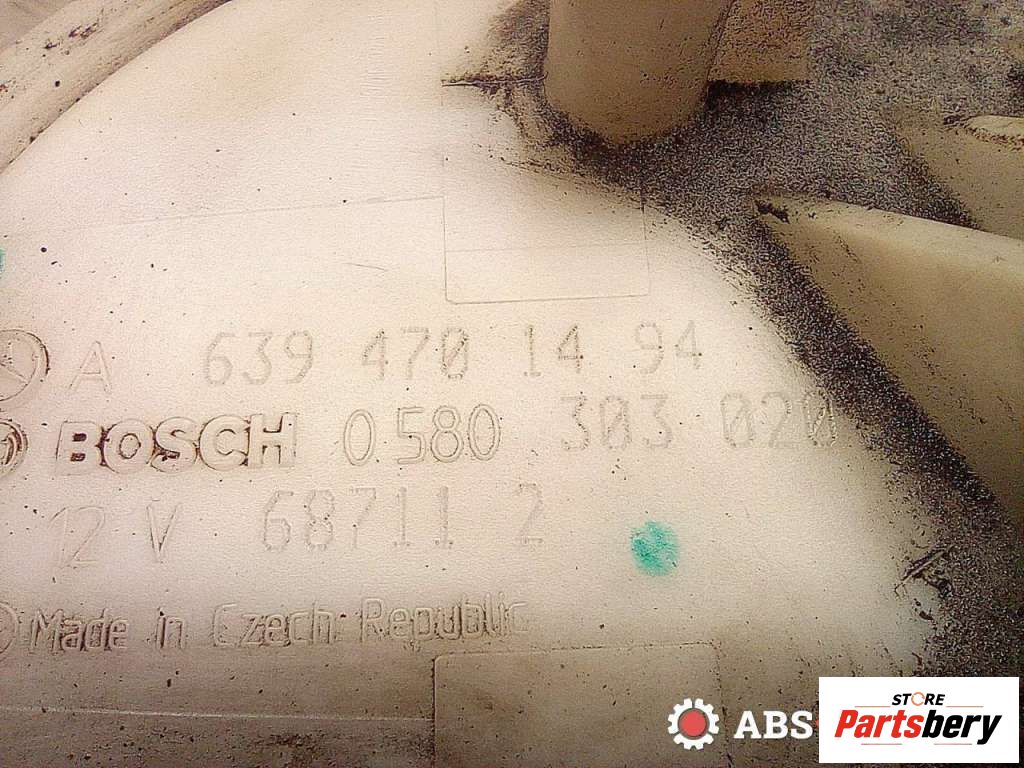 A 639 470 14 94
BOSCH 0 580 303 020
12 V 68711 2
Made in Czech Republic
ABS
STORE
Partsbery